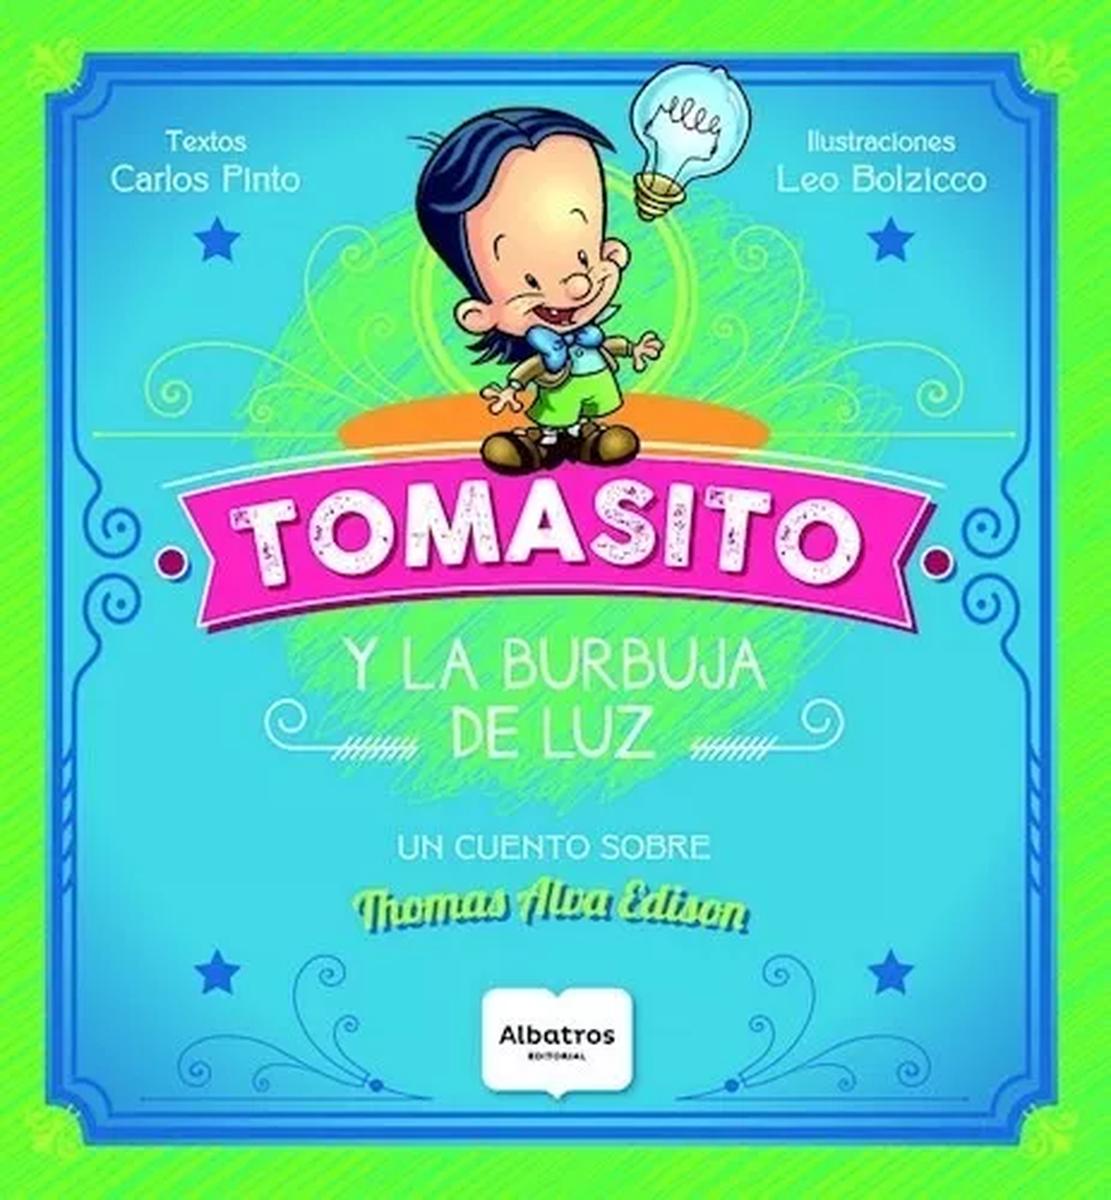 Textos
Carlos Pinto
Ilustraciones
Leo Bolzicco
TOMASITO
Y LA BURBUJA
DE LUZ
UN CUENTO SOBRE
Thomas Alva Edison
Albatros
EDITORIAL